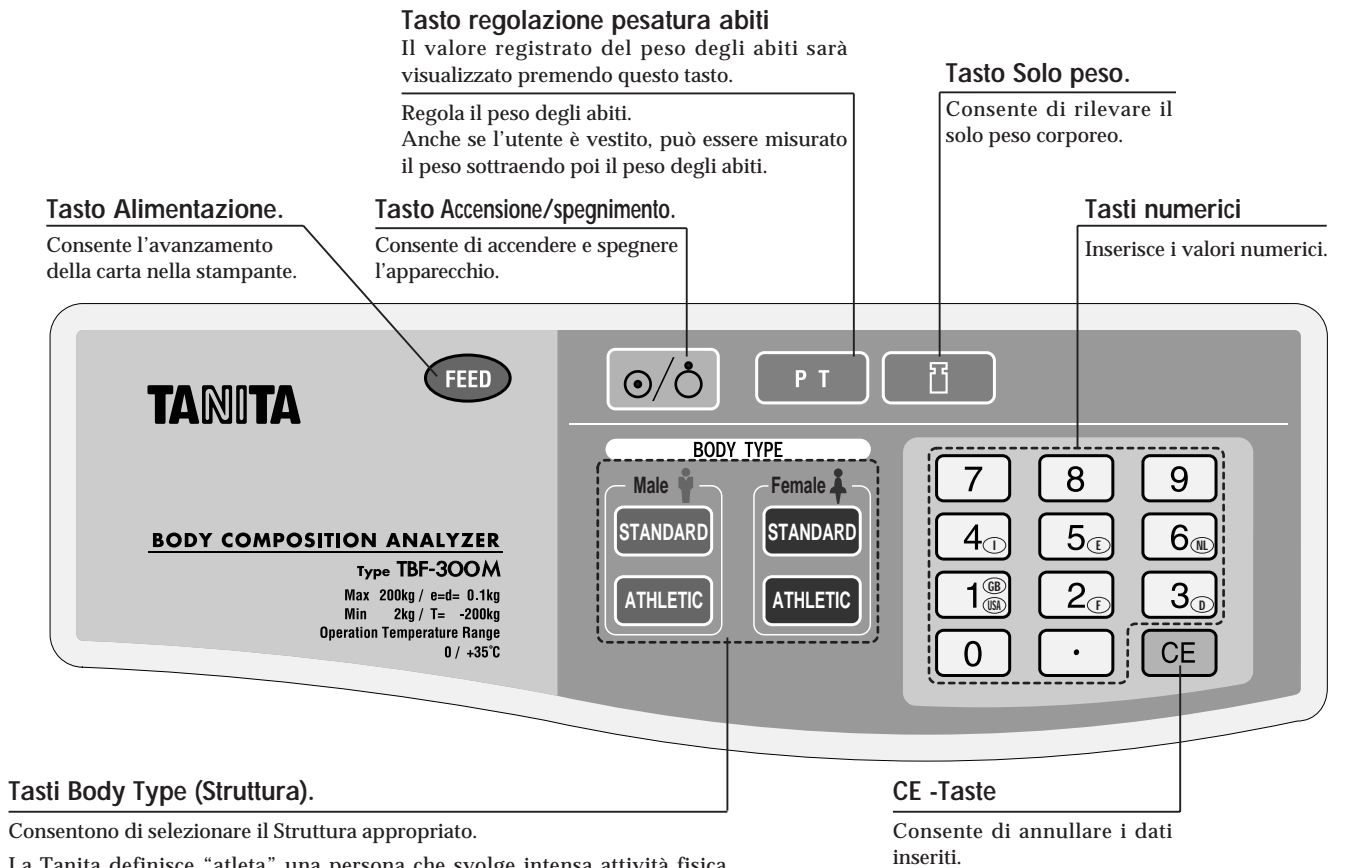 Tasto regolazione pesatura abiti
Il valore registrato del peso degli abiti sarà
visualizzato premendo questo tasto.
Regola il peso degli abiti.
Anche se l'utente è vestito, può essere misurato
il peso sottraendo poi il peso degli abiti.
Tasto Solo peso.
Consente di rilevare il
solo peso corporeo.
Tasto Alimentazione.
Consente l'avanzamento
della carta nella stampante.
Tasto Accensione/spegnimento.
Consente di accendere e spegnere
l'apparecchio.
Tasti numerici
Inserisce i valori numerici.
FEED
P T
TANITA
BODY COMPOSITION ANALYZER
Type TBF-300M
Max 200kg / e=d= 0.1kg
Min 2kg / T= -200kg
Operation Temperature Range
0 / +35°C
BODY TYPE
Male Female
STANDARD STANDARD
ATHLETIC ATHLETIC
7 8 9
4 I 5 E 6 NL
1 GB USA 2 F 3 D
0 . CE
Tasti Body Type (Struttura).
Consentono di selezionare il Struttura appropriato.
La Tanita definisce “atleta” una persona che svolge intensa attività fisica
CE -Taste
Consente di annullare i dati
inseriti.